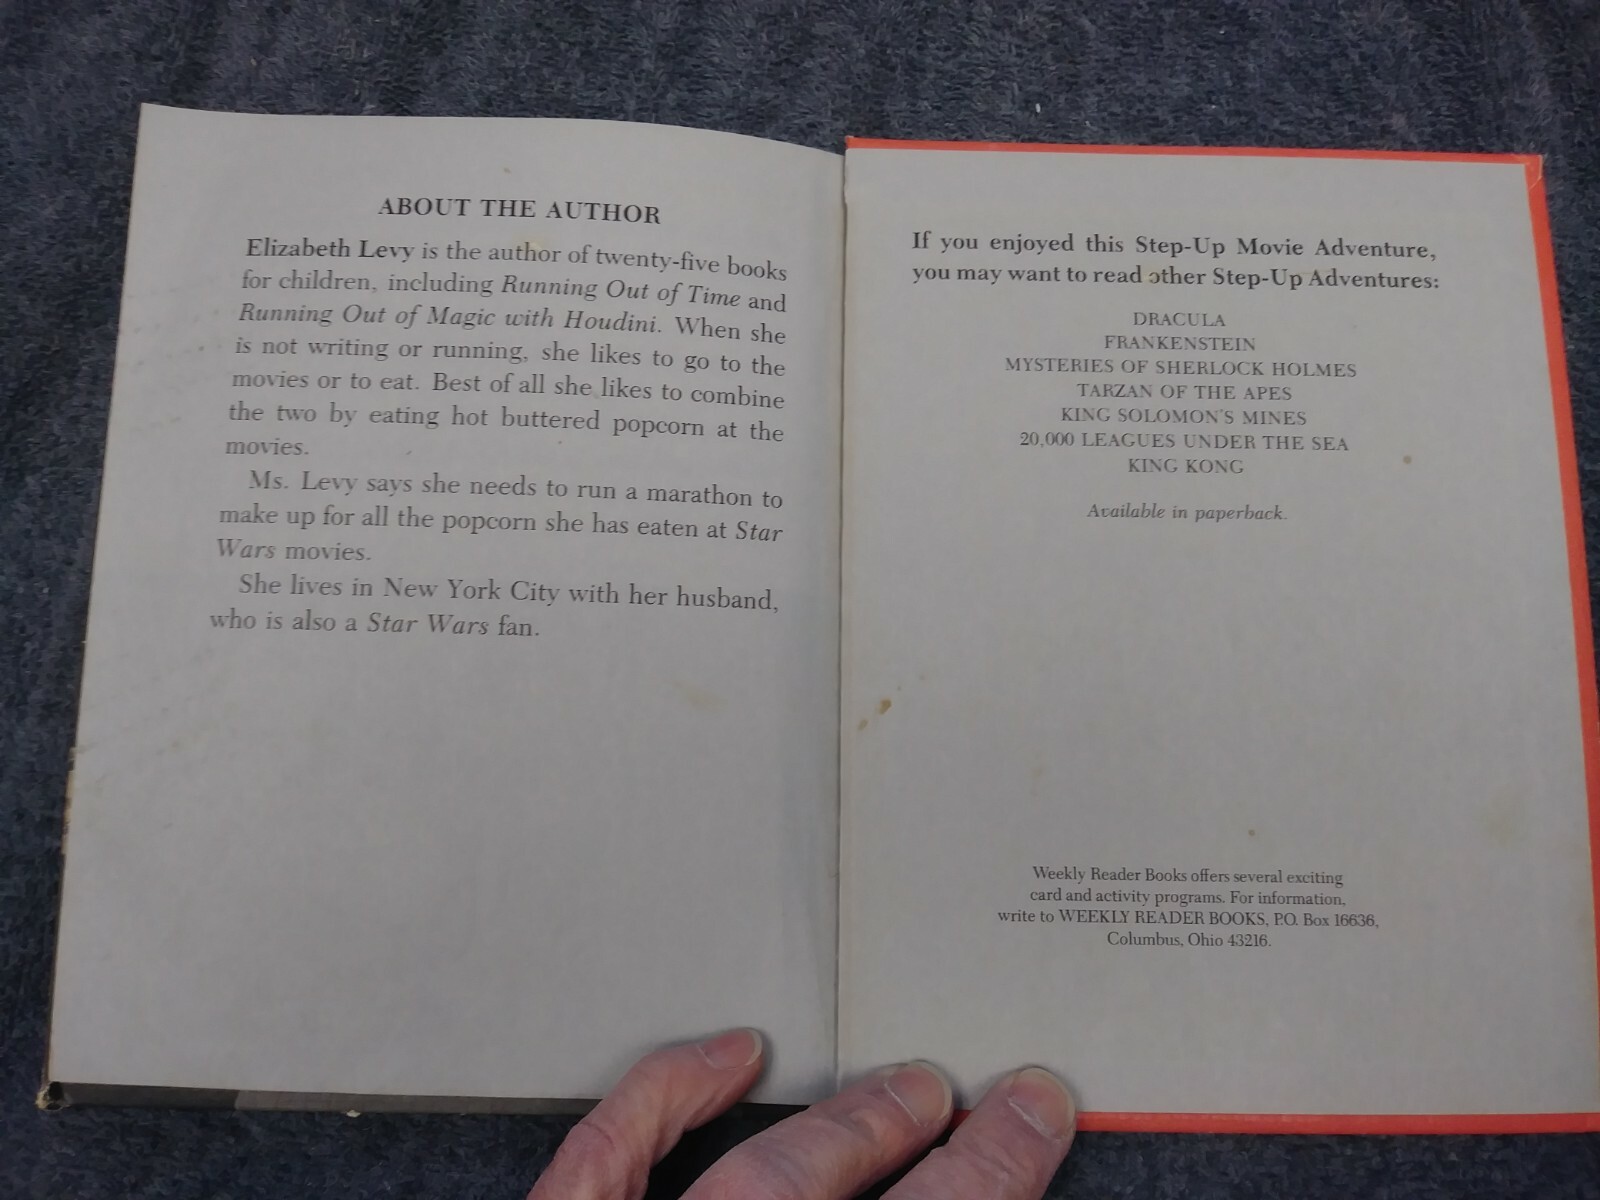 ABOUT THE AUTHOR
Elizabeth Levy is the author of twenty-five books
for children, including Running Out of Time and
Running Out of Magic with Houdini. When she
is not writing or running, she likes to go to the
movies or to eat. Best of all she likes to combine
the two by eating hot buttered popcorn at the
movies.
Ms. Levy says she needs to run a marathon to
make up for all the popcorn she has eaten at Star
Wars movies.
She lives in New York City with her husband,
who is also a Star Wars fan.
If you enjoyed this Step-Up Movie Adventure,
you may want to read other Step-Up Adventures:
DRACULA
FRANKENSTEIN
MYSTERIES OF SHERLOCK HOLMES
TARZAN OF THE APES
KING SOLOMON'S MINES
20,000 LEAGUES UNDER THE SEA
KING KONG
Available in paperback.
Weekly Reader Books offers several exciting
card and activity programs. For information,
write to WEEKLY READER BOOKS, P.O. Box 16636,
Columbus, Ohio 43216.